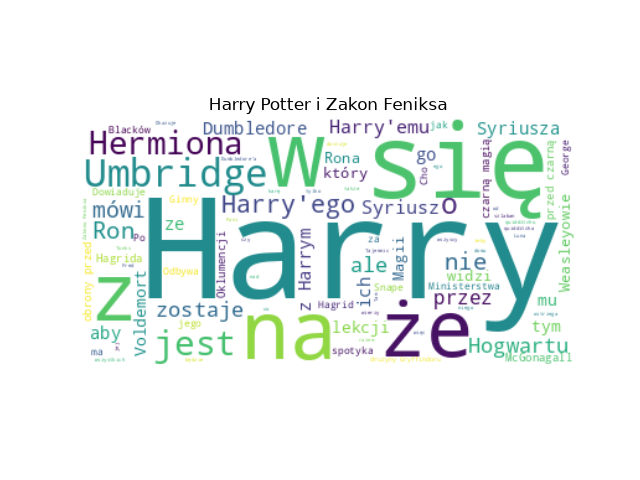 Harry Potter i Zakon Feniksa
Blacków
Dumbledore
Harry'emu
jak
Syriusza
Hermiona
w
się
George
Umbridge
Rona
który
go
Cho
czarną magią
przed czarną
Dowiaduje
Ginny
Harry'ego
Syriusz
o
Weasleyowie
mówi
Harry
Ron
Po
ze
za
Magii
nie
Hagrida
Odbywa
Oklumencji
z Harrym
ale
widzi
Ministerstwa
obrony przed
z
Voldemort
zostaje
ich
Snape
Hagrid
przez
mu
aby
jego
na
lekcji
że
tym
ma
jest
spotyka
Hogwartu
McGonagall